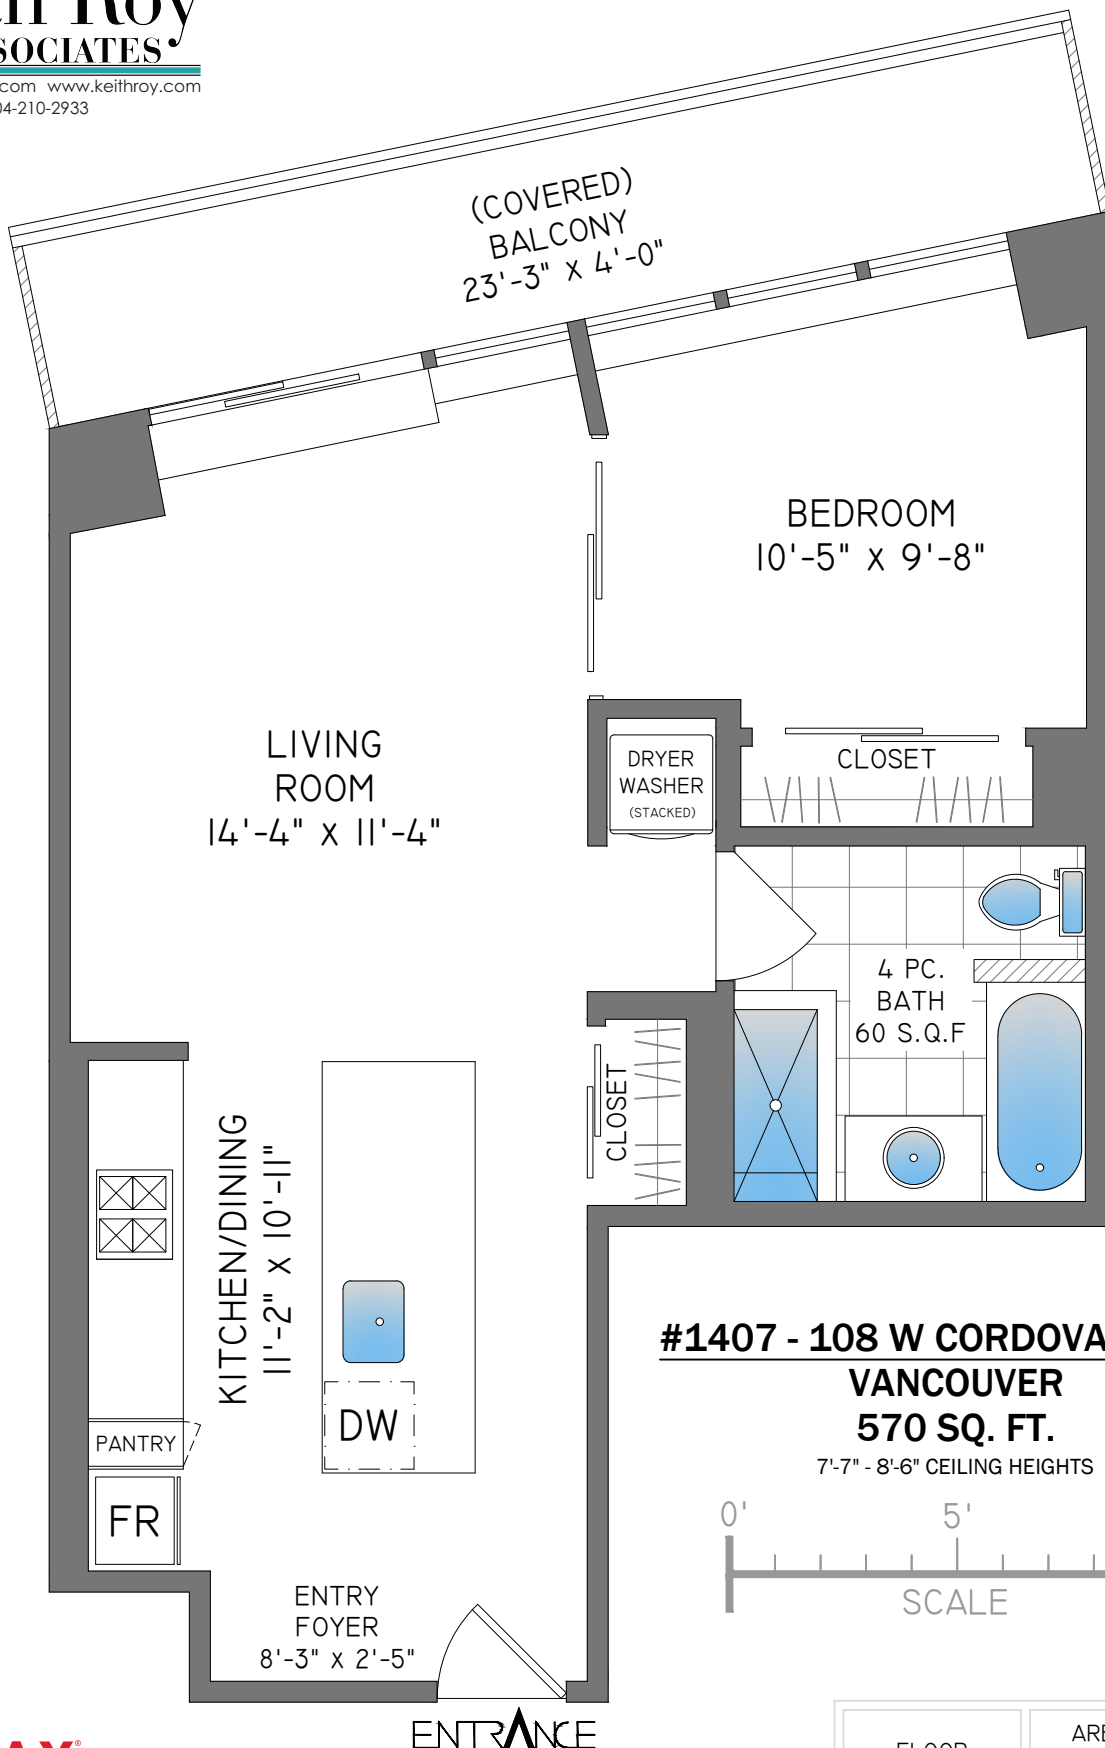 Roy
SOCIATES
.com www.keithroy.com
04-210-2933
(COVERED)
BALCONY
23'-3" X 4'-0"
BEDROOM
10'-5" X 9'-8"
LIVING
ROOM
14'-4" X 11'-4"
DRYER
WASHER
(STACKED)
CLOSET
4 PC.
BATH
60 S.Q.F
CLOSET
KITCHEN/DINING
11'-2" X 10'-11"
DW
PANTRY
FR
#1407 - 108 W CORDOVA
VANCOUVER
570 SQ. FT.
7'-7" - 8'-6" CEILING HEIGHTS
0' 5'
SCALE
ENTRY
FOYER
8'-3" X 2'-5"
ENTRANCE